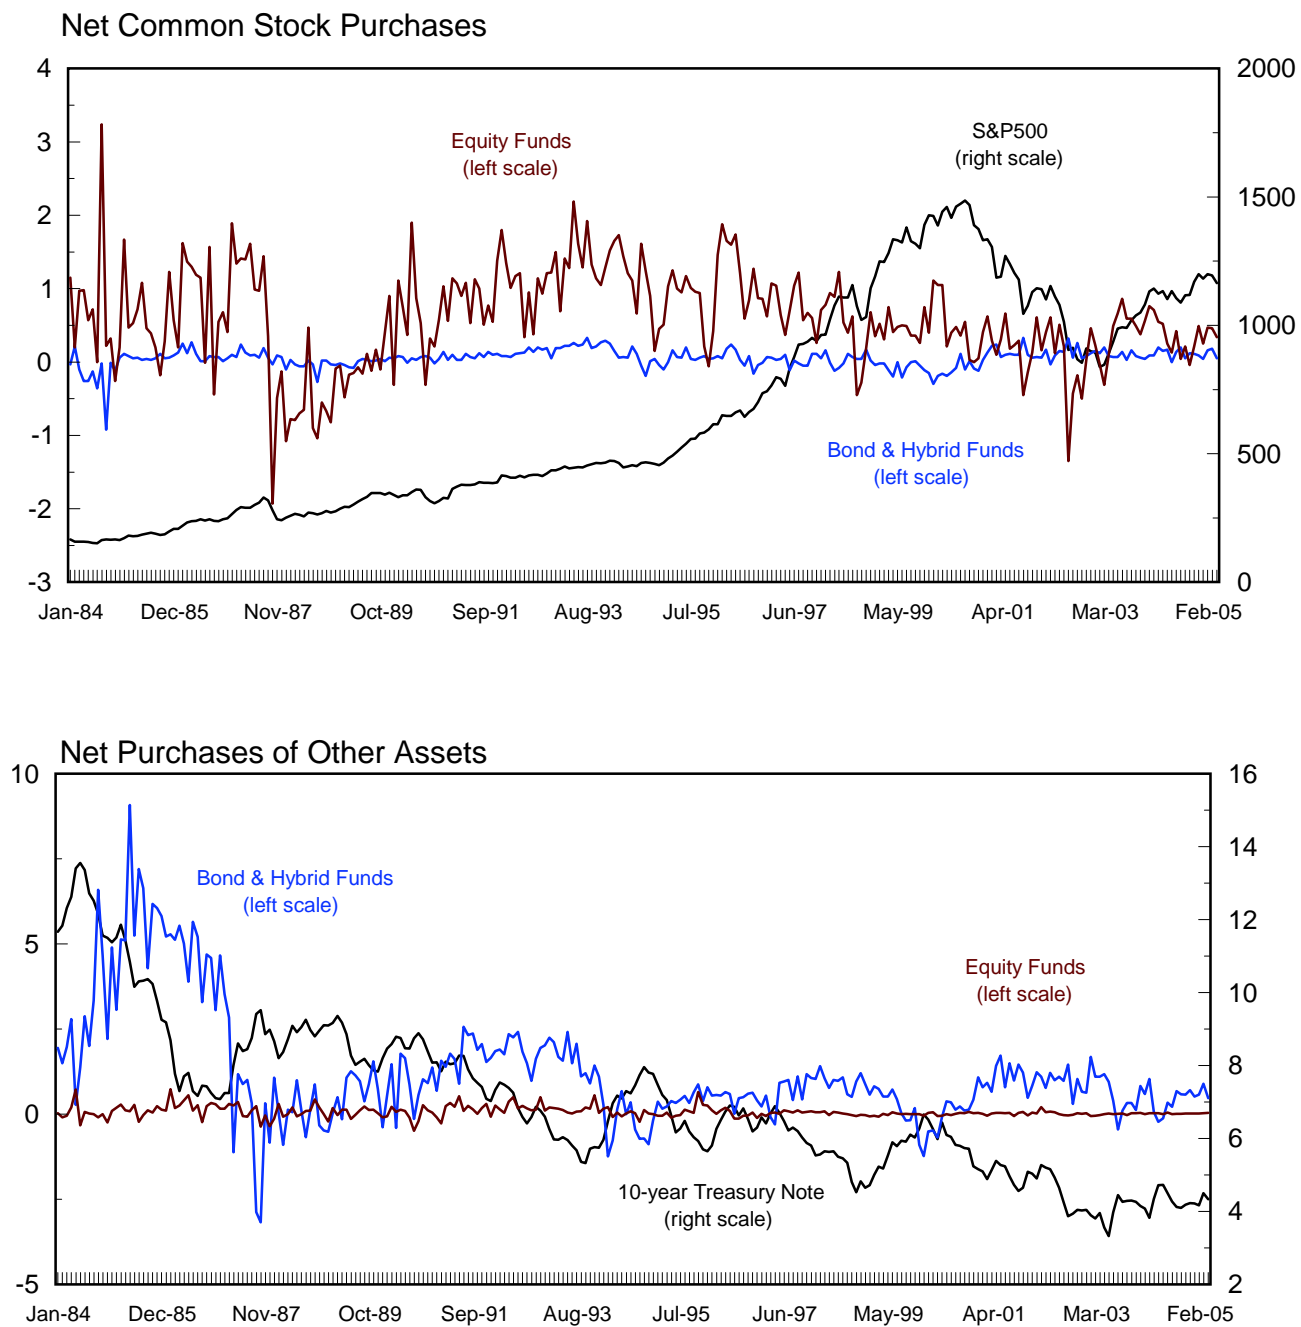 Net Common Stock Purchases
4 2000
Equity Funds S&P500
(left scale) (right scale)
3
1500
2
1
1000
0
-1
Bond & Hybrid Funds
(left scale)
500
-2
-3 0
Jan-84 Dec-85 Nov-87 Oct-89 Sep-91 Aug-93 Jul-95 Jun-97 May-99 Apr-01 Mar-03 Feb-05
Net Purchases of Other Assets
10 16
14
Bond & Hybrid Funds
(left scale)
12
5
Equity Funds
(left scale)
10
8
0
6
10-year Treasury Note
(right scale)
4
-5 2
Jan-84 Dec-85 Nov-87 Oct-89 Sep-91 Aug-93 Jul-95 Jun-97 May-99 Apr-01 Mar-03 Feb-05